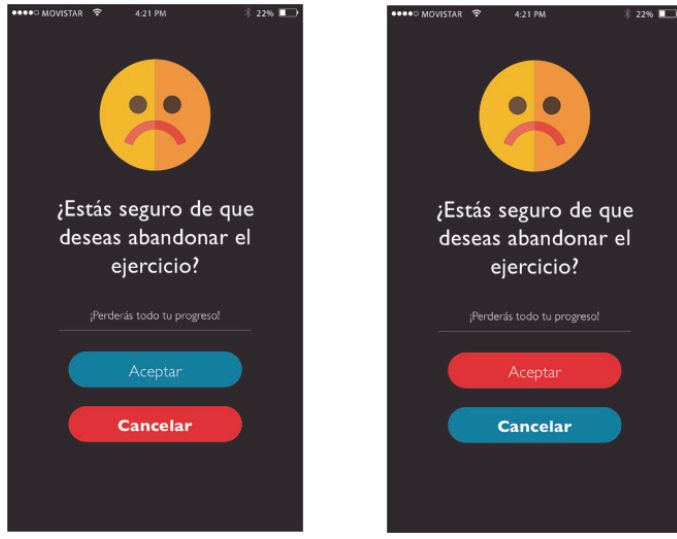 MOVISTAR 4:21 PM 22%
¿Estás seguro de que
deseas abandonar el
ejercicio?
¡Perderás todo tu progreso!
Aceptar
Cancelar
MOVISTAR 4:21 PM 22%
¿Estás seguro de que
deseas abandonar el
ejercicio?
¡Perderás todo tu progreso!
Aceptar
Cancelar